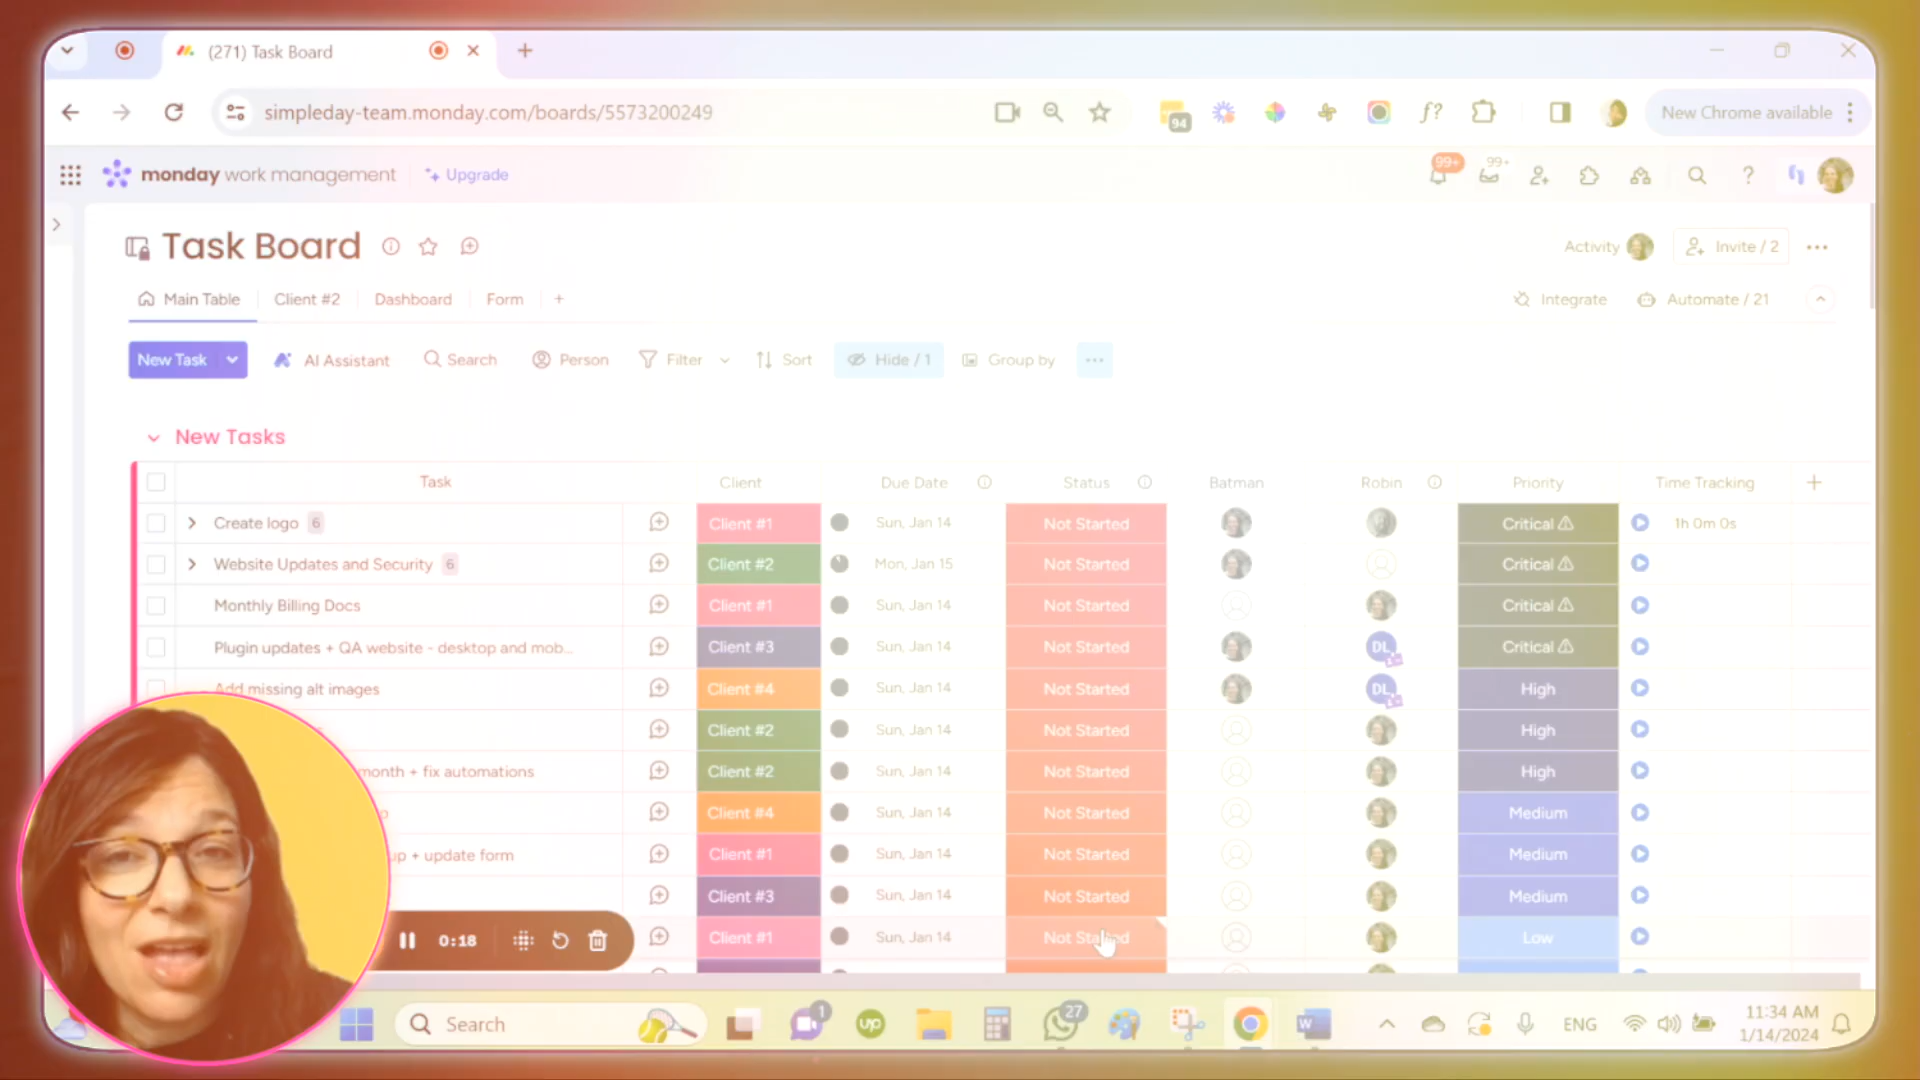 (271) Task Board
simpleday-team.monday.com/boards/5573200249
94
f?
New Chrome available
monday work management
Upgrade
99+
99+
?
Task Board
Activity
Invite / 2
Main Table
Client #2
Dashboard
Form
+
Integrate
Automate / 21
New Task
AI Assistant
Search
Person
Filter
Sort
Hide / 1
Group by
New Tasks
Task Client Due Date Status Batman Robin Priority Time Tracking +
Create logo 6 Client #1 Sun, Jan 14 Not Started Critical 1h 0m 0s
Website Updates and Security 6 Client #2 Mon, Jan 15 Not Started Critical
Monthly Billing Docs Client #1 Sun, Jan 14 Not Started Critical
Plugin updates + QA website - desktop and mob... Client #3 Sun, Jan 14 Not Started DL Critical
Add missing alt images Client #4 Sun, Jan 14 Not Started DL High
Client #2 Sun, Jan 14 Not Started High
month + fix automations Client #2 Sun, Jan 14 Not Started High
Client #4 Sun, Jan 14 Not Started Medium
up + update form Client #1 Sun, Jan 14 Not Started Medium
Client #3 Sun, Jan 14 Not Started Medium
0:18
Client #1 Sun, Jan 14 Not Started Low
Search
1
up
27
W
ENG
11:34 AM
1/14/2024